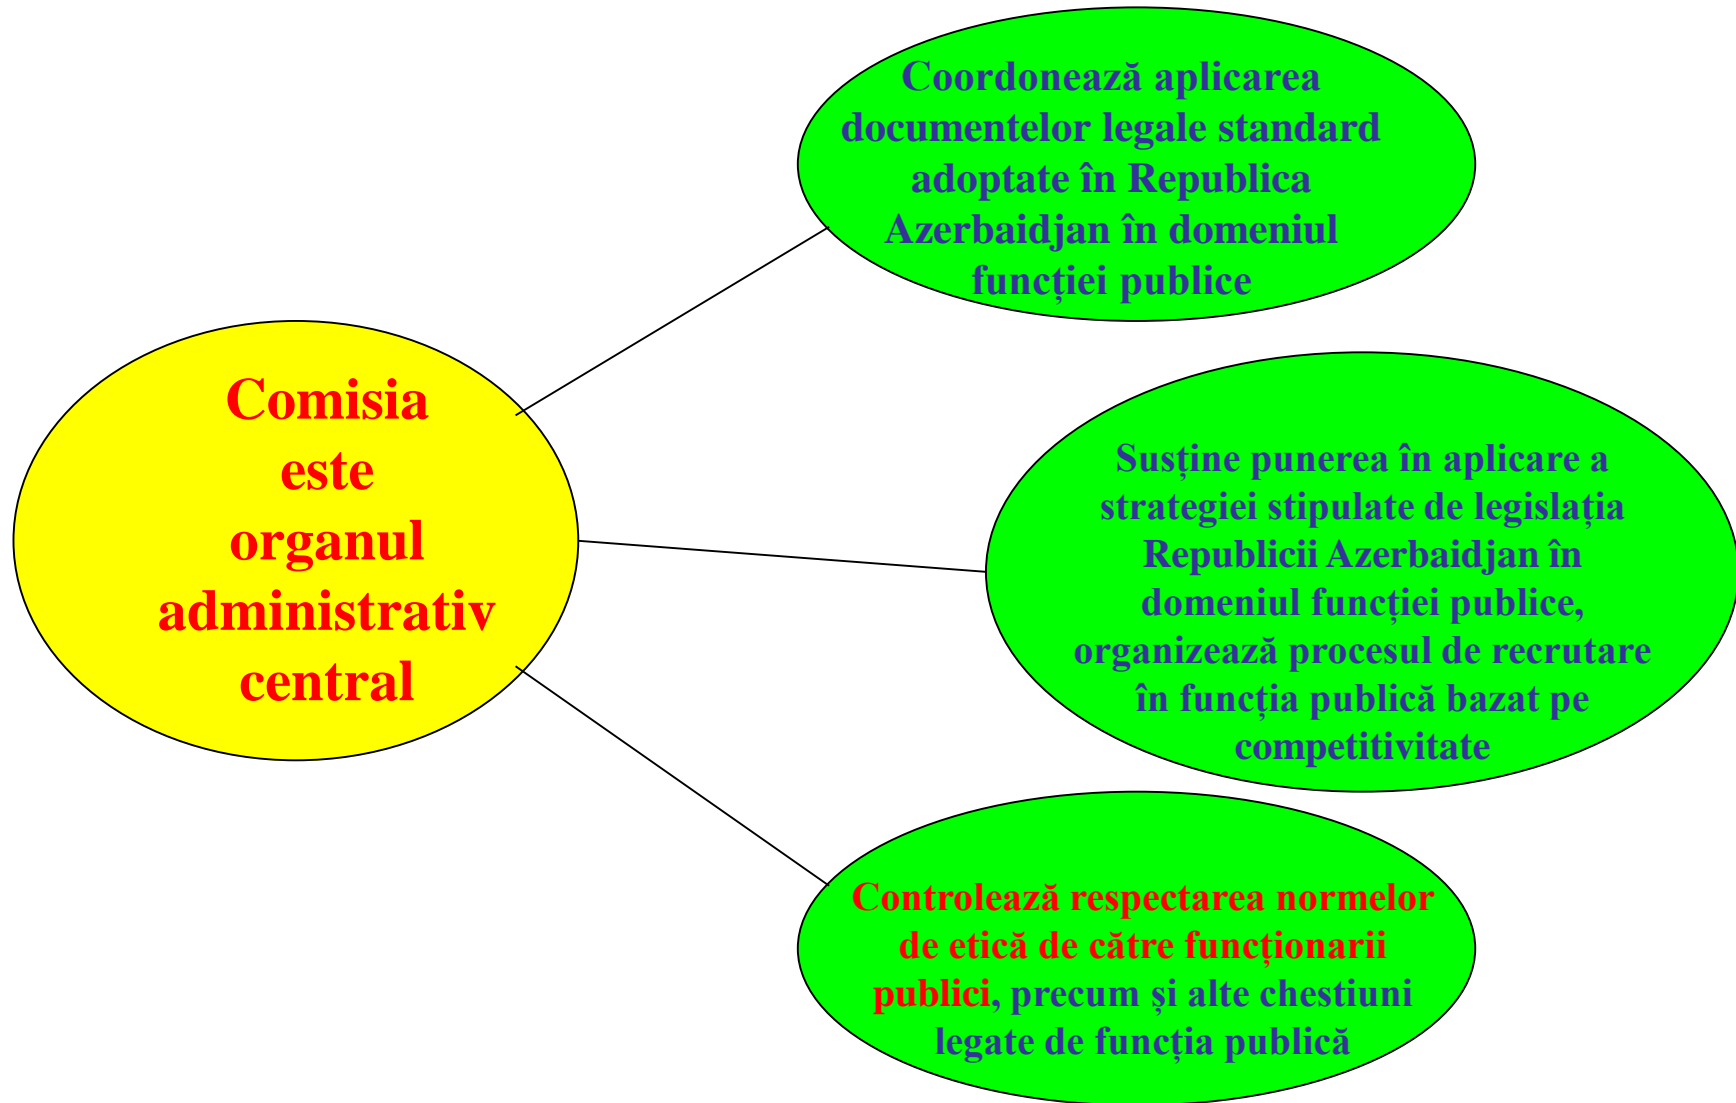 Comisia
este
organul
administrativ
central
Coordonează aplicarea
documentelor legale standard
adoptate în Republica
Azerbaidjan în domeniul
funcției publice
Susține punerea în aplicare a
strategiei stipulate de legislația
Republicii Azerbaidjan în
domeniul funcției publice,
organizează procesul de recrutare
în funcția publică bazat pe
competitivitate
Controlează respectarea normelor
de etică de către funcționarii
publici, precum și alte chestiuni
legate de funcția publică